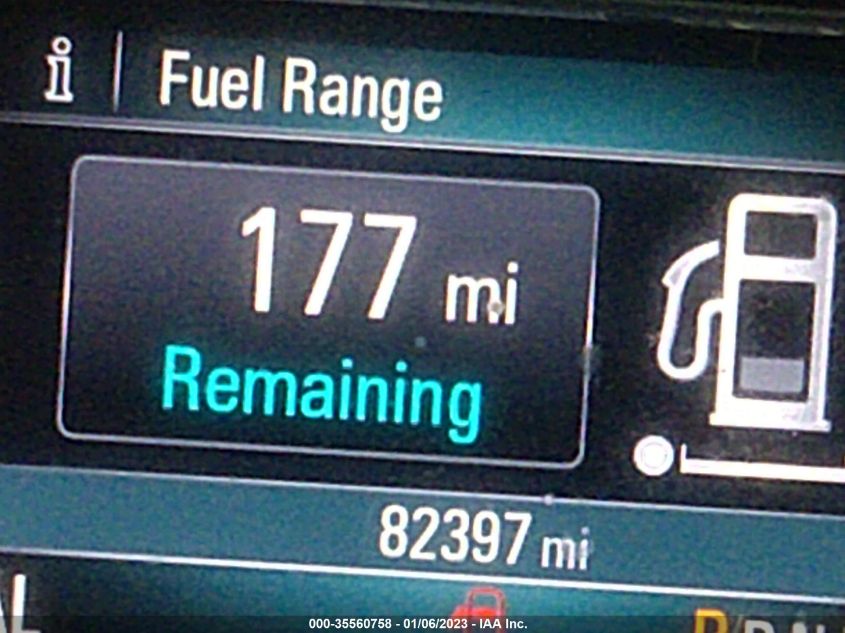 i | Fuel Range
177 mi
Remaining
82397 mi
000-35560758 - 01/06/2023 - IAA Inc.